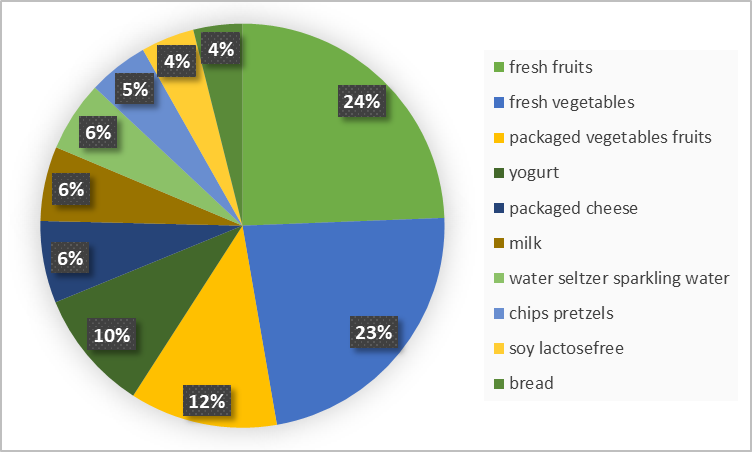 24%
23%
12%
10%
6%
6%
6%
5%
4%
4%
fresh fruits
fresh vegetables
packaged vegetables fruits
yogurt
packaged cheese
milk
water seltzer sparkling water
chips pretzels
soy lactosefree
bread